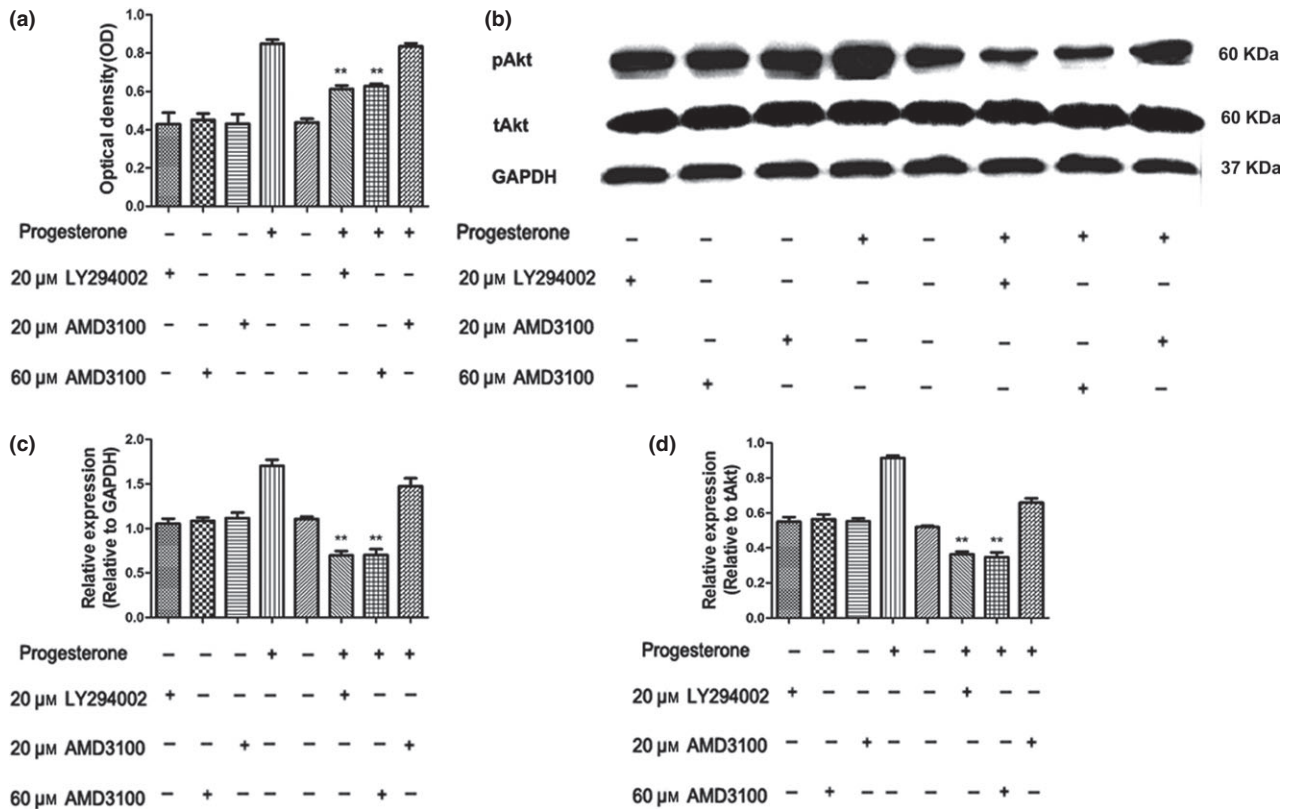 (a)
Optical density(OD)
1.0
0.8
0.6
0.4
0.2
0.0
** **
Progesterone – – – + – + + +
20 μM LY294002 + – – – – + – –
20 μM AMD3100 – – + – – – – +
60 μM AMD3100 – + – – – – + –
(b)
pAkt 60 KDa
tAkt 60 KDa
GAPDH 37 KDa
Progesterone – – – + – + + +
20 μM LY294002 + – – – – + – –
20 μM AMD3100 – – + – – – – +
60 μM AMD3100 – + – – – – + –
(c)
Relative expression
(Relative to GAPDH)
2.0
1.5
1.0
0.5
0.0
** **
Progesterone – – – + – + + +
20 μM LY294002 + – – – – + – –
20 μM AMD3100 – – + – – – – +
60 μM AMD3100 – + – – – – + –
(d)
Relative expression
(Relative to tAkt)
1.0
0.8
0.6
0.4
0.2
0.0
** **
Progesterone – – – + – + + +
20 μM LY294002 + – – – – + – –
20 μM AMD3100 – – + – – – – +
60 μM AMD3100 – + – – – – + –